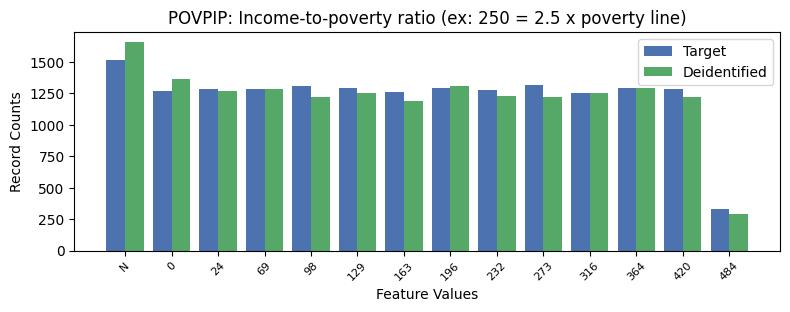 POVPIP: Income-to-poverty ratio (ex: 250 = 2.5 x poverty line)
Target
Deidentified
Record Counts
1500
1250
1000
750
500
250
0
N 0 24 69 98 129 163 196 232 273 316 364 420 484
Feature Values